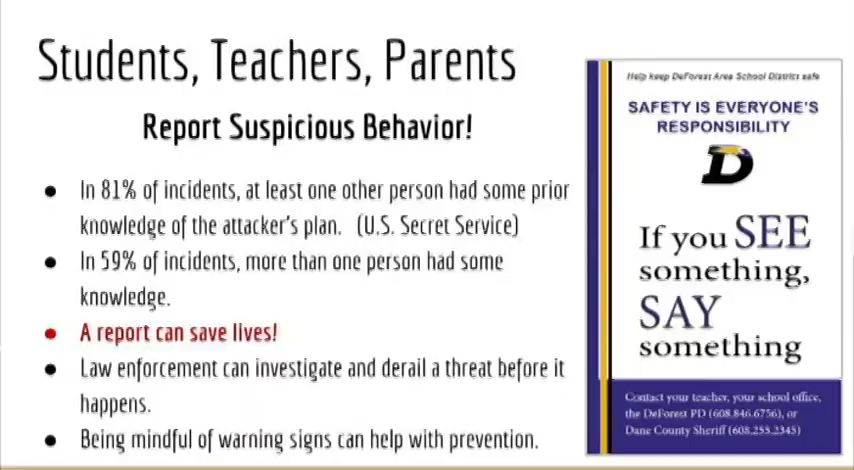 Students, Teachers, Parents
Report Suspicious Behavior!
● In 81% of incidents, at least one other person had some prior
knowledge of the attacker's plan. (U.S. Secret Service)
● In 59% of incidents, more than one person had some
knowledge.
● A report can save lives!
● Law enforcement can investigate and derail a threat before it
happens.
● Being mindful of warning signs can help with prevention.
Help keep DeForest Area School District safe
SAFETY IS EVERYONE'S
RESPONSIBILITY
D
If you SEE
something,
SAY
something
Contact your teacher, your school office,
the DeForest PD (608.846.6756), or
Dane County Sheriff (608.255.2345)